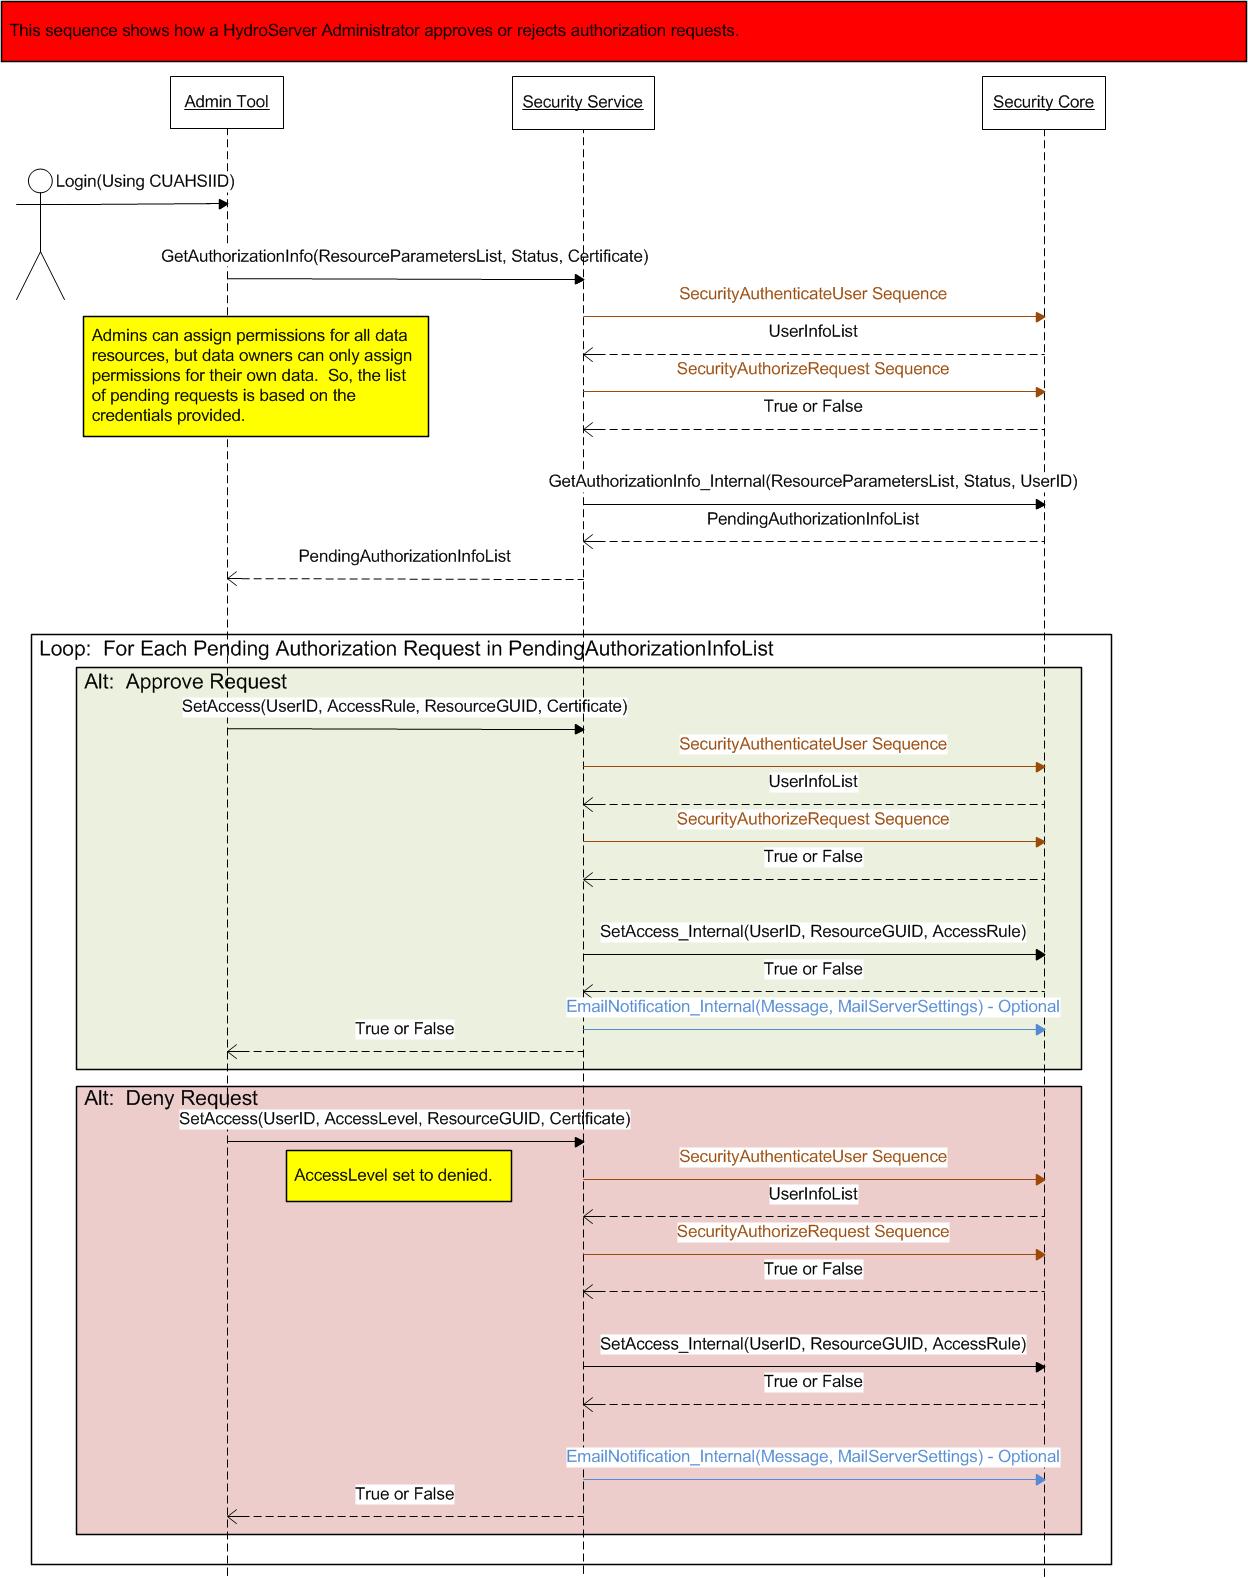 This sequence shows how a HydroServer Administrator approves or rejects authorization requests.
Admin Tool
Security Service
Security Core
Login(Using CUAHSIID)
GetAuthorizationInfo(ResourceParametersList, Status, Certificate)
SecurityAuthenticateUser Sequence
UserInfoList
Admins can assign permissions for all data
resources, but data owners can only assign
permissions for their own data.  So, the list
of pending requests is based on the
credentials provided.
SecurityAuthorizeRequest Sequence
True or False
GetAuthorizationInfo_Internal(ResourceParametersList, Status, UserID)
PendingAuthorizationInfoList
PendingAuthorizationInfoList
Loop:  For Each Pending Authorization Request in PendingAuthorizationInfoList
Alt:  Approve Request
SetAccess(UserID, AccessRule, ResourceGUID, Certificate)
SecurityAuthenticateUser Sequence
UserInfoList
SecurityAuthorizeRequest Sequence
True or False
SetAccess_Internal(UserID, ResourceGUID, AccessRule)
True or False
EmailNotification_Internal(Message, MailServerSettings) - Optional
True or False
Alt:  Deny Request
SetAccess(UserID, AccessLevel, ResourceGUID, Certificate)
AccessLevel set to denied.
SecurityAuthenticateUser Sequence
UserInfoList
SecurityAuthorizeRequest Sequence
True or False
SetAccess_Internal(UserID, ResourceGUID, AccessRule)
True or False
EmailNotification_Internal(Message, MailServerSettings) - Optional
True or False